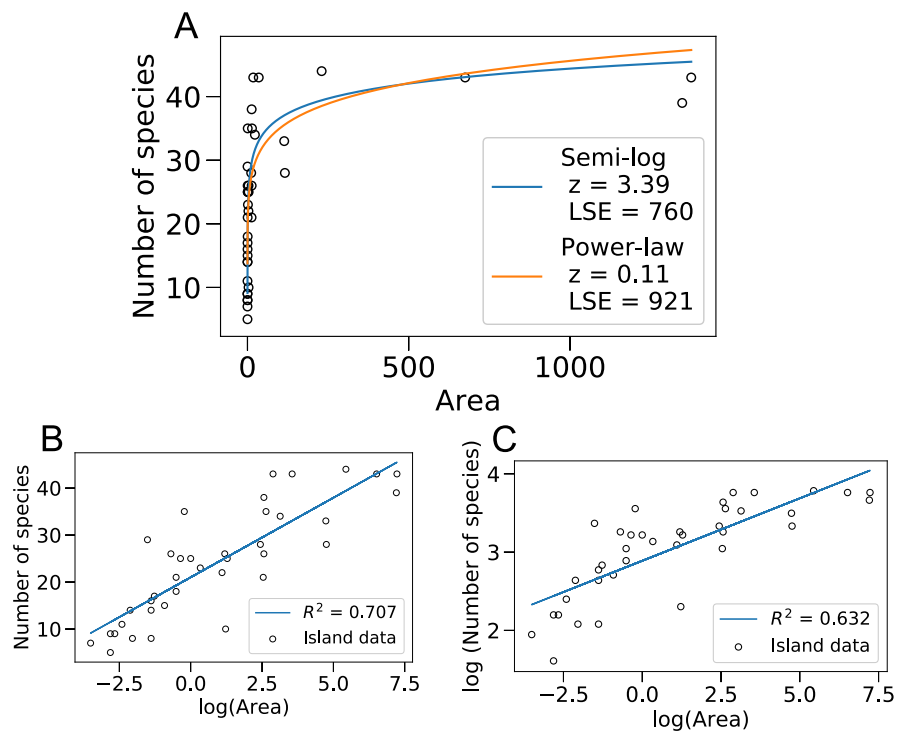 A
Number of species
40
30
20
10
Semi-log
z = 3.39
LSE = 760
Power-law
z = 0.11
LSE = 921
0
500
1000
Area
B
Number of species
40
30
20
10
R² = 0.707
Island data
−2.5
0.0
2.5
5.0
7.5
log(Area)
C
log (Number of species)
4
3
2
R² = 0.632
Island data
−2.5
0.0
2.5
5.0
7.5
log(Area)